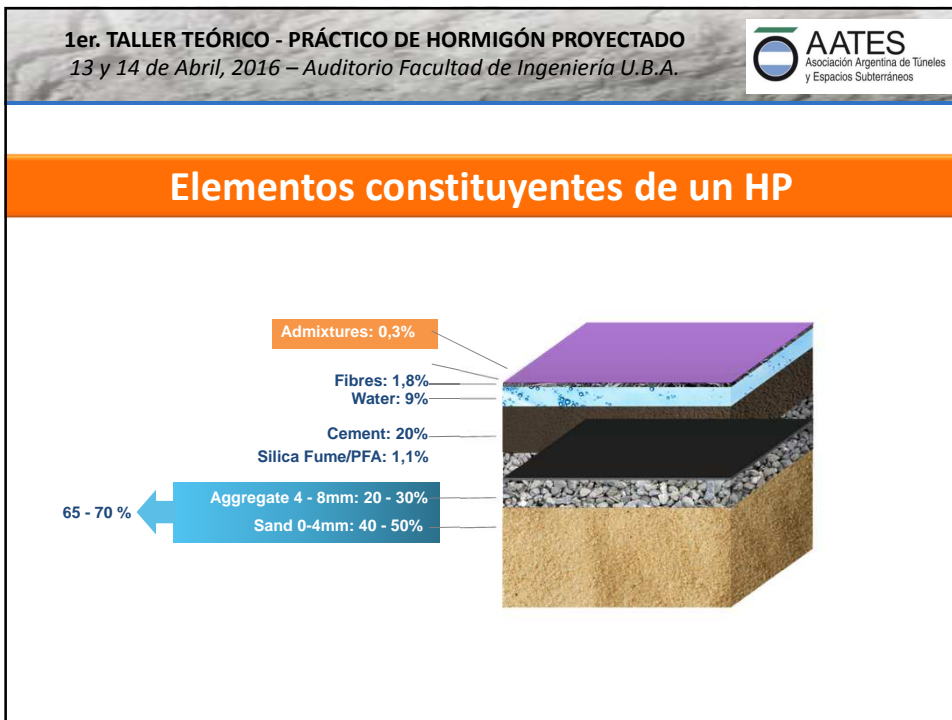 1er. TALLER TEÓRICO - PRÁCTICO DE HORMIGÓN PROYECTADO
13 y 14 de Abril, 2016 – Auditorio Facultad de Ingeniería U.B.A.
AATES
Asociación Argentina de Túneles
y Espacios Subterráneos
Elementos constituyentes de un HP
Admixtures: 0,3%
Fibres: 1,8%
Water: 9%
Cement: 20%
Silica Fume/PFA: 1,1%
Aggregate 4 - 8mm: 20 - 30%
65 - 70 %
Sand 0-4mm: 40 - 50%